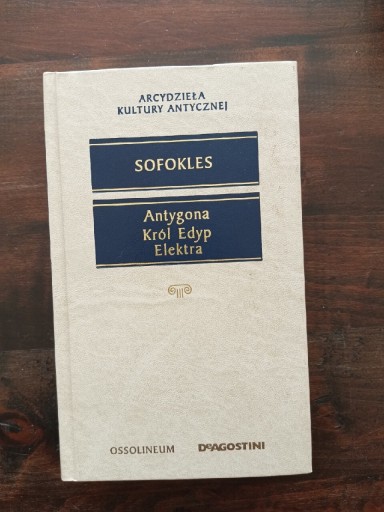 ARCYDZIEŁA
KULTURY ANTYCZNEJ
SOFOKLES
Antygona
Król Edyp
Elektra
OSSOLINEUM DeAGOSTINI